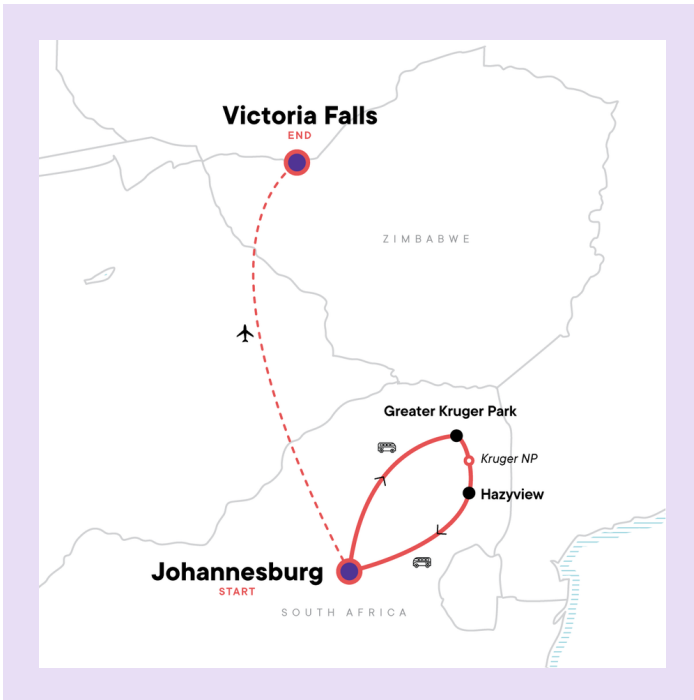 Victoria Falls
END
ZIMBABWE
Greater Kruger Park
Kruger NP
Hazyview
Johannesburg
START
SOUTH AFRICA